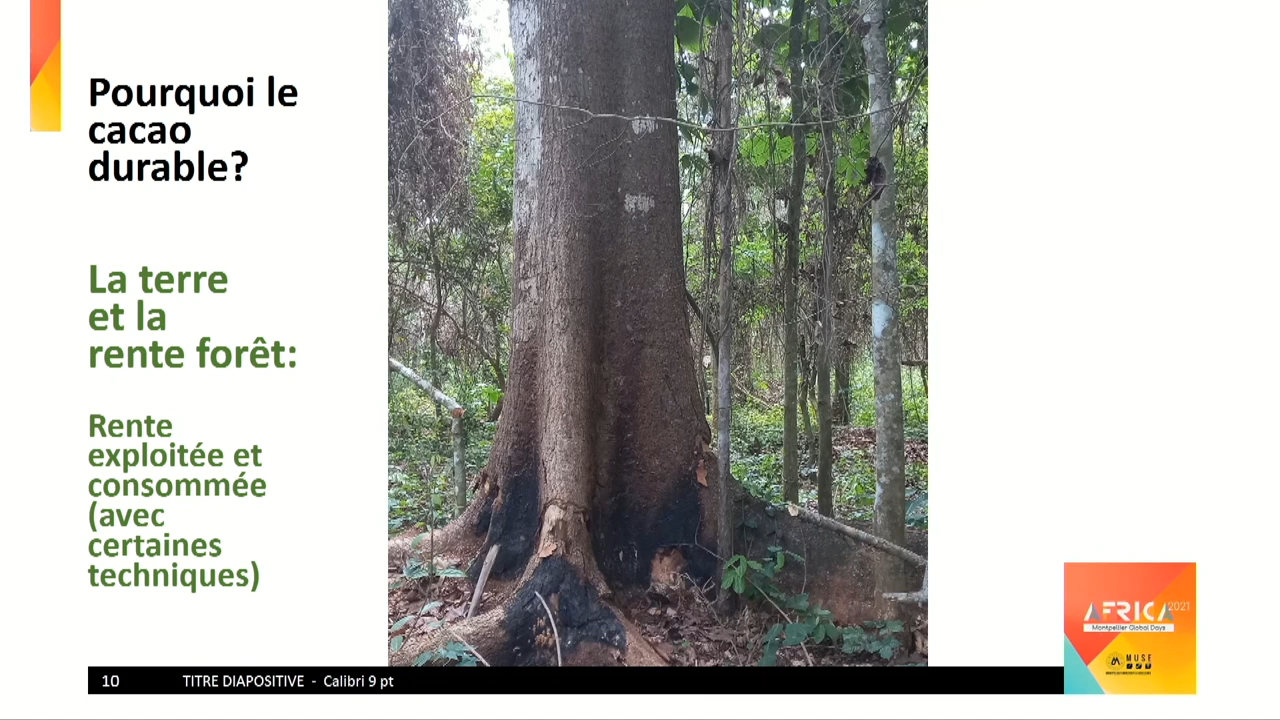 Pourquoi le
cacao
durable?
La terre
et la
rente forêt:
Rente
exploitée et
consommée
(avec
certaines
techniques)
10 TITRE DIAPOSITIVE - Calibri 9 pt
AFRICA 2021
Montpellier Global Days
MUSE